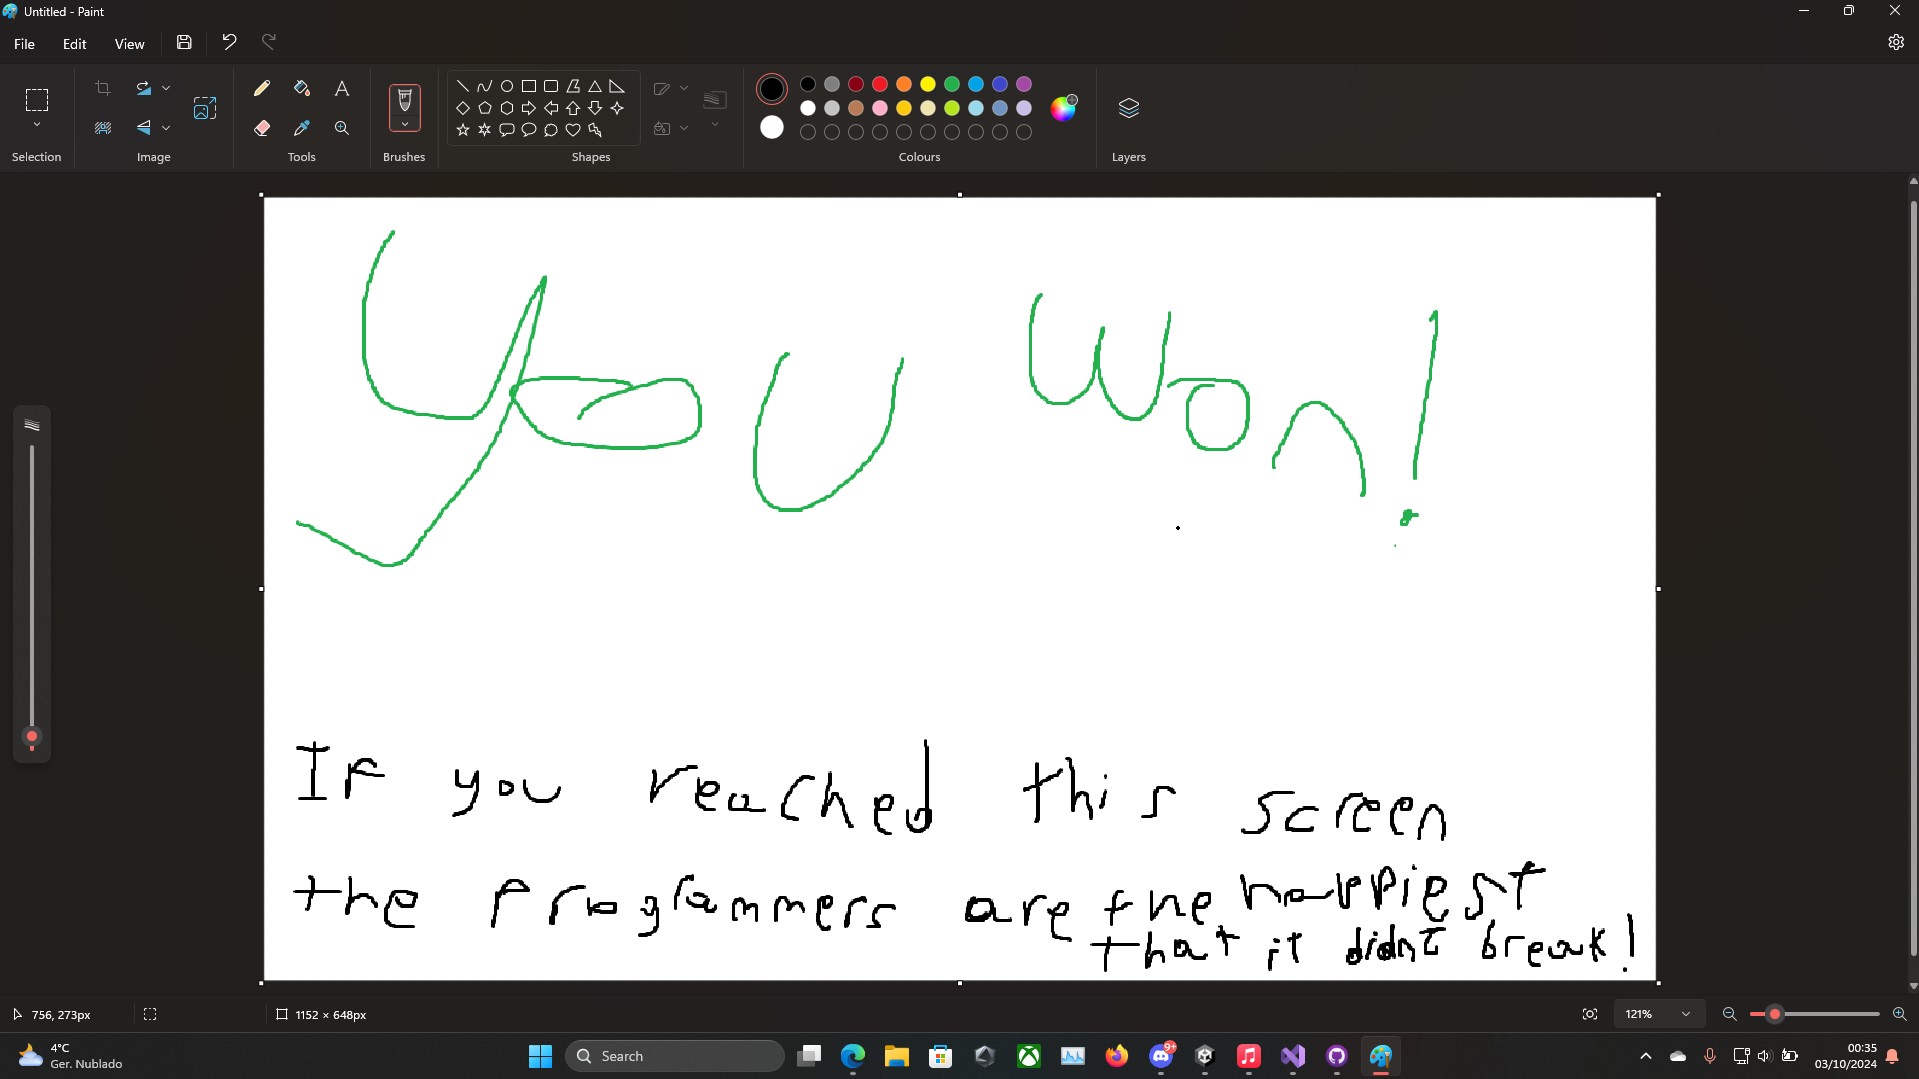 Untitled - Paint
File Edit View
Selection Image Tools Brushes Shapes Colours Layers
You Won!
If you reached this screen
the programmers are the happiest
that it didnt break!
756, 273px 1152 × 648px 121%
4°C
Ger. Nublado
Search
9+
00:35
03/10/2024